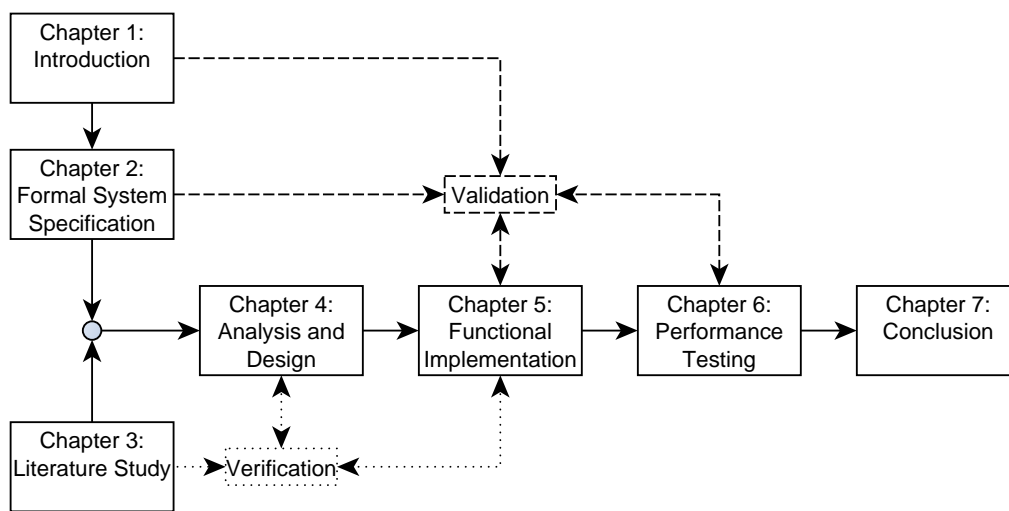 Chapter 1:
Introduction
Chapter 2:
Formal System
Specification
Validation
Chapter 4:
Analysis and
Design
Chapter 5:
Functional
Implementation
Chapter 6:
Performance
Testing
Chapter 7:
Conclusion
Chapter 3:
Literature Study
Verification